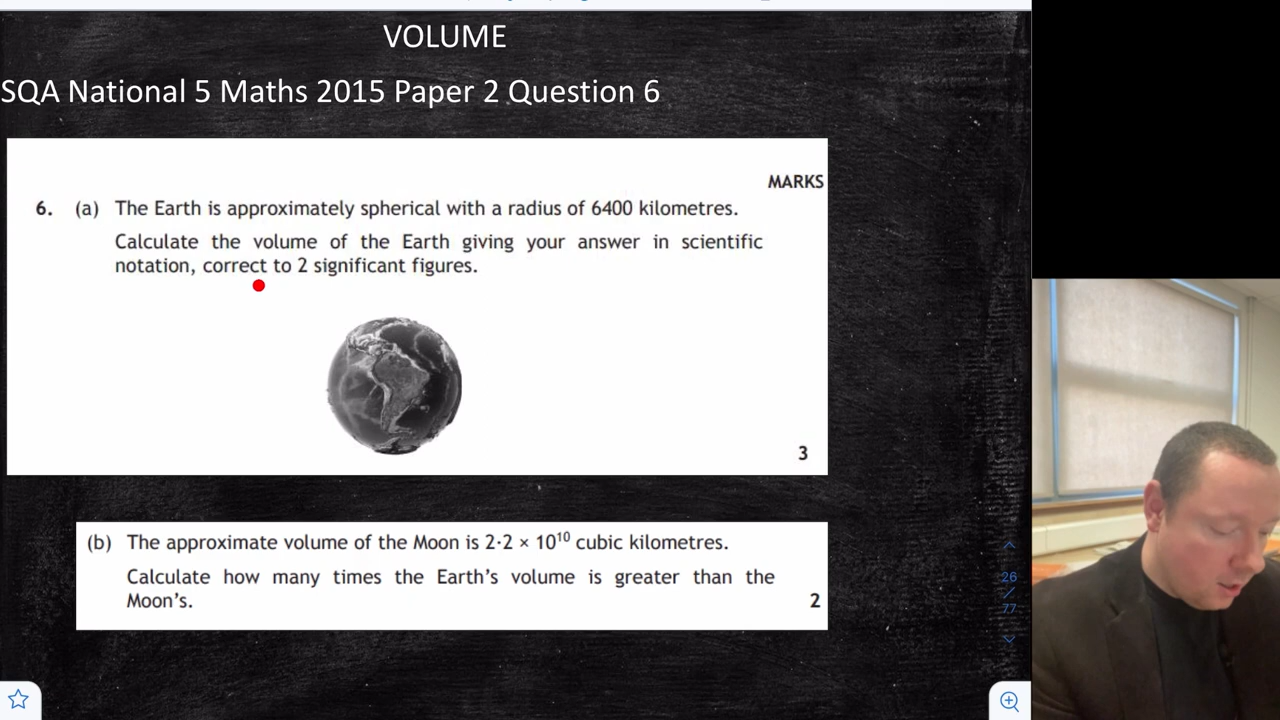 VOLUME
SQA National 5 Maths 2015 Paper 2 Question 6
MARKS
6. (a) The Earth is approximately spherical with a radius of 6400 kilometres.
Calculate the volume of the Earth giving your answer in scientific
notation, correct to 2 significant figures.
3
(b) The approximate volume of the Moon is 2·2 × 10¹⁰ cubic kilometres.
Calculate how many times the Earth's volume is greater than the
Moon's.
2
26
/
77